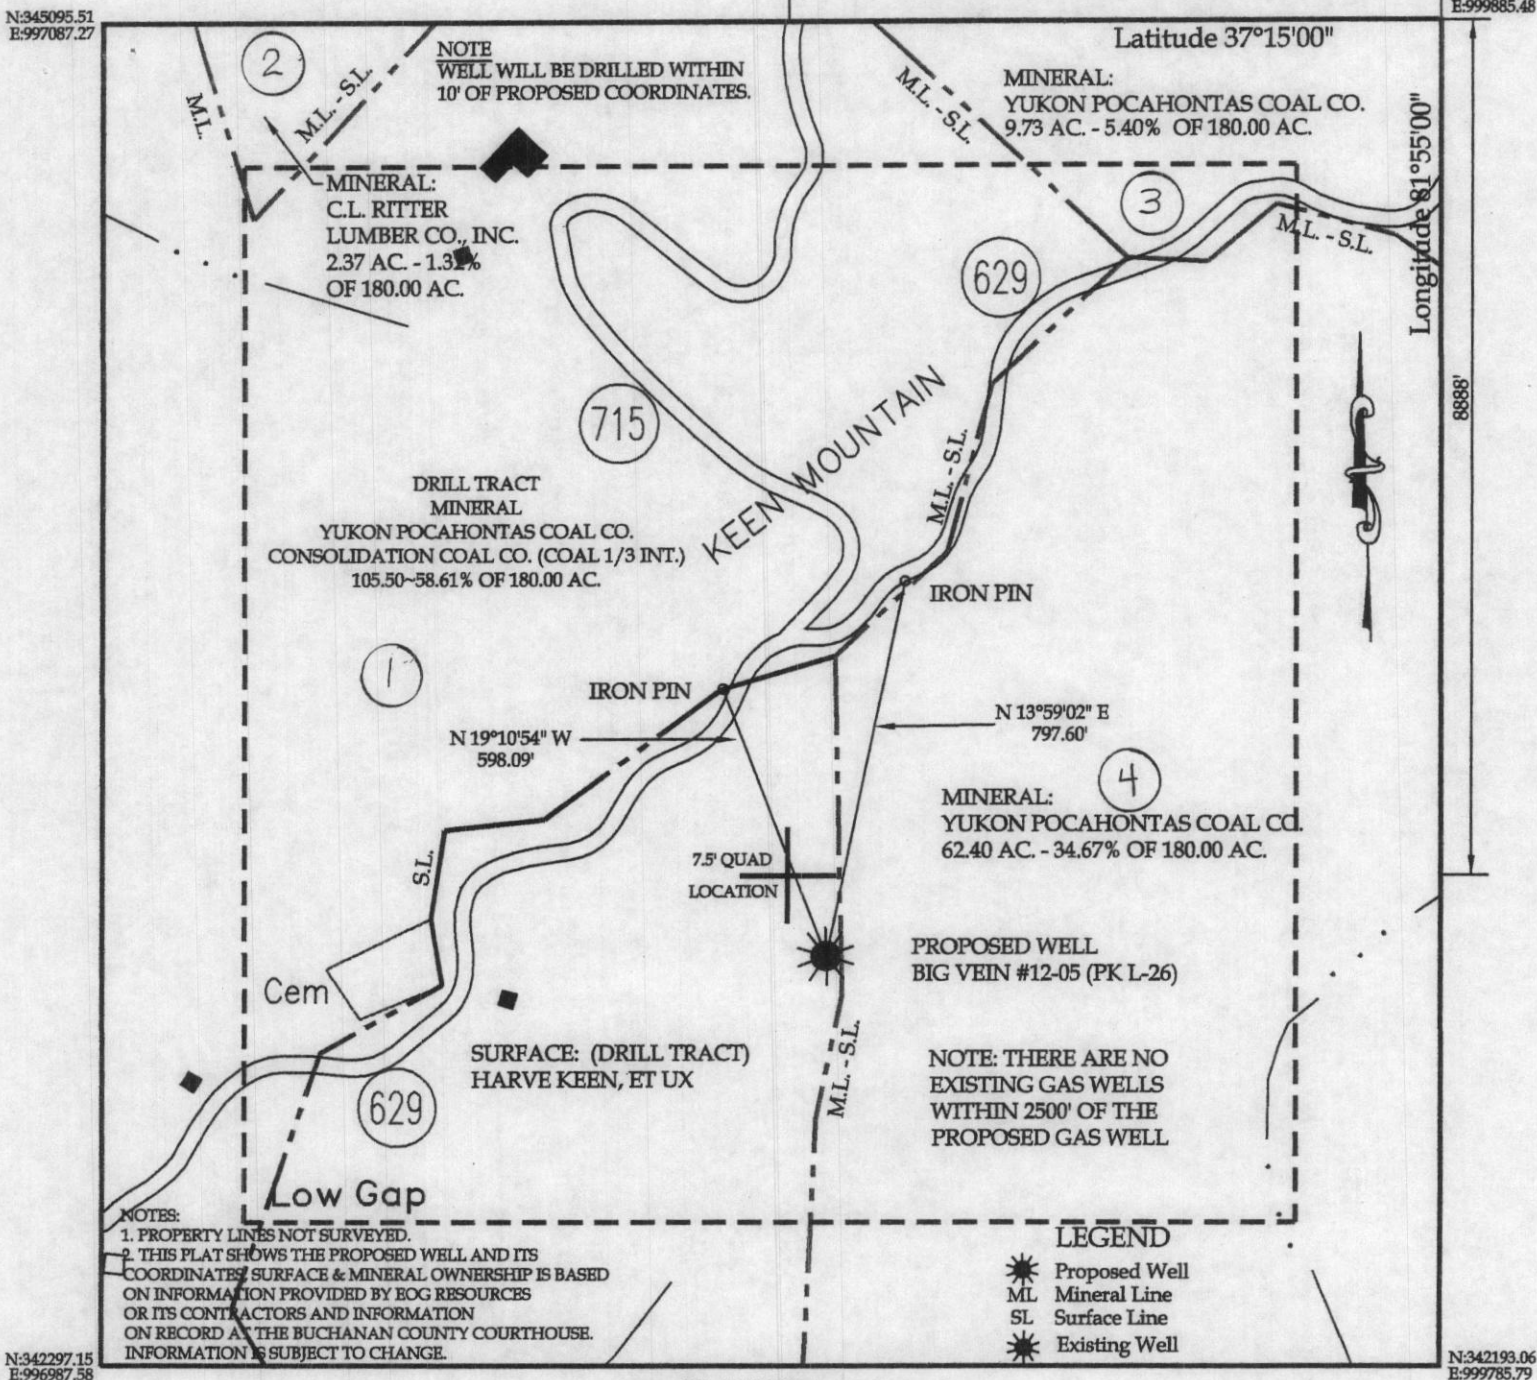 N:345095.51
E:997087.27
E:999885.48
Latitude 37°15'00"
2
NOTE
WELL WILL BE DRILLED WITHIN
10' OF PROPOSED COORDINATES.
M.L.
M.L. - S.L.
M.L. - S.L.
MINERAL:
YUKON POCAHONTAS COAL CO.
9.73 AC. - 5.40% OF 180.00 AC.
Longitude 81°55'00"
MINERAL:
C.L. RITTER
LUMBER CO., INC.
2.37 AC. - 1.32%
OF 180.00 AC.
3
M.L. - S.L.
629
8888'
715
KEEN MOUNTAIN
M.L. - S.L.
DRILL TRACT
MINERAL
YUKON POCAHONTAS COAL CO.
CONSOLIDATION COAL CO. (COAL 1/3 INT.)
105.50~58.61% OF 180.00 AC.
IRON PIN
1
IRON PIN
N 19°10'54" W
598.09'
N 13°59'02" E
797.60'
4
MINERAL:
YUKON POCAHONTAS COAL CO.
62.40 AC. - 34.67% OF 180.00 AC.
S.L.
7.5' QUAD
LOCATION
PROPOSED WELL
BIG VEIN #12-05 (PK L-26)
Cem
SURFACE: (DRILL TRACT)
HARVE KEEN, ET UX
M.L. - S.L.
NOTE: THERE ARE NO
EXISTING GAS WELLS
WITHIN 2500' OF THE
PROPOSED GAS WELL
629
Low Gap
NOTES:
1. PROPERTY LINES NOT SURVEYED.
2. THIS PLAT SHOWS THE PROPOSED WELL AND ITS
COORDINATES, SURFACE & MINERAL OWNERSHIP IS BASED
ON INFORMATION PROVIDED BY EOG RESOURCES
OR ITS CONTRACTORS AND INFORMATION
ON RECORD AT THE BUCHANAN COUNTY COURTHOUSE.
INFORMATION IS SUBJECT TO CHANGE.
LEGEND
Proposed Well
ML Mineral Line
SL Surface Line
Existing Well
N:342297.15
E:996987.58
N:342193.06
E:999785.79